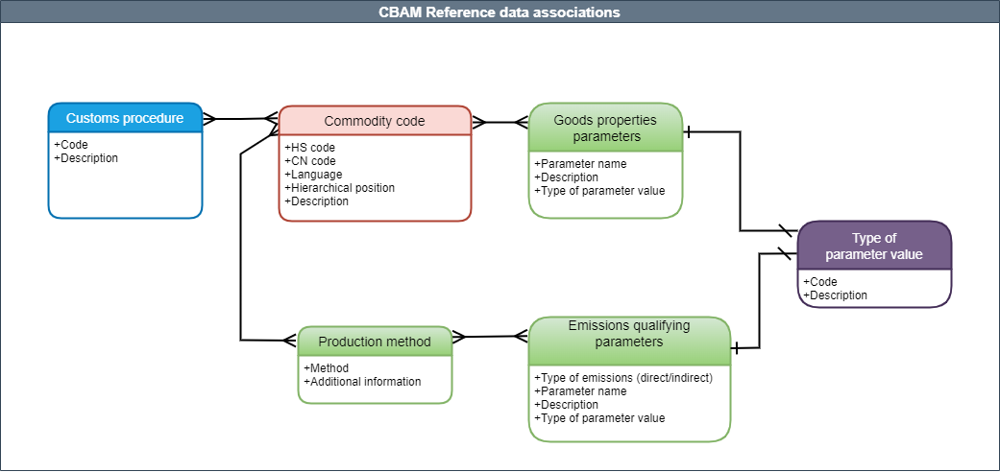 CBAM Reference data associations
Customs procedure
+Code
+Description
Commodity code
+HS code
+CN code
+Language
+Hierarchical position
+Description
Goods properties
parameters
+Parameter name
+Description
+Type of parameter value
Type of
parameter value
+Code
+Description
Production method
+Method
+Additional information
Emissions qualifying
parameters
+Type of emissions (direct/indirect)
+Parameter name
+Description
+Type of parameter value